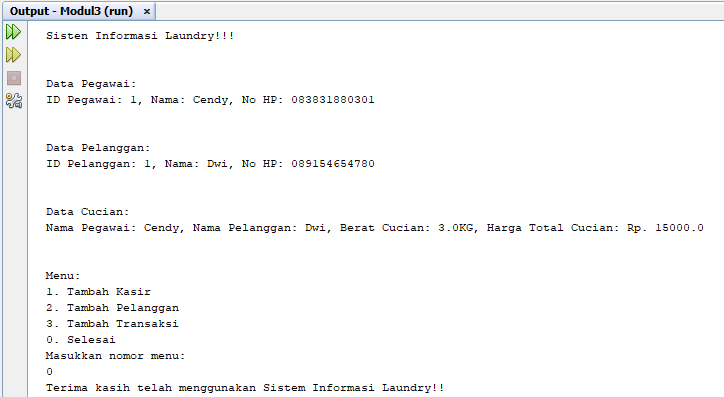 Output - Modul3 (run) ×
Sisten Informasi Laundry!!!
Data Pegawai:
ID Pegawai: 1, Nama: Cendy, No HP: 083831880301
Data Pelanggan:
ID Pelanggan: 1, Nama: Dwi, No HP: 089154654780
Data Cucian:
Nama Pegawai: Cendy, Nama Pelanggan: Dwi, Berat Cucian: 3.0KG, Harga Total Cucian: Rp. 15000.0
Menu:
1. Tambah Kasir
2. Tambah Pelanggan
3. Tambah Transaksi
0. Selesai
Masukkan nomor menu:
0
Terima kasih telah menggunakan Sistem Informasi Laundry!!